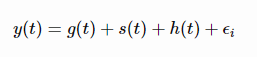 y(t) = g(t) + s(t) + h(t) + ϵᵢ